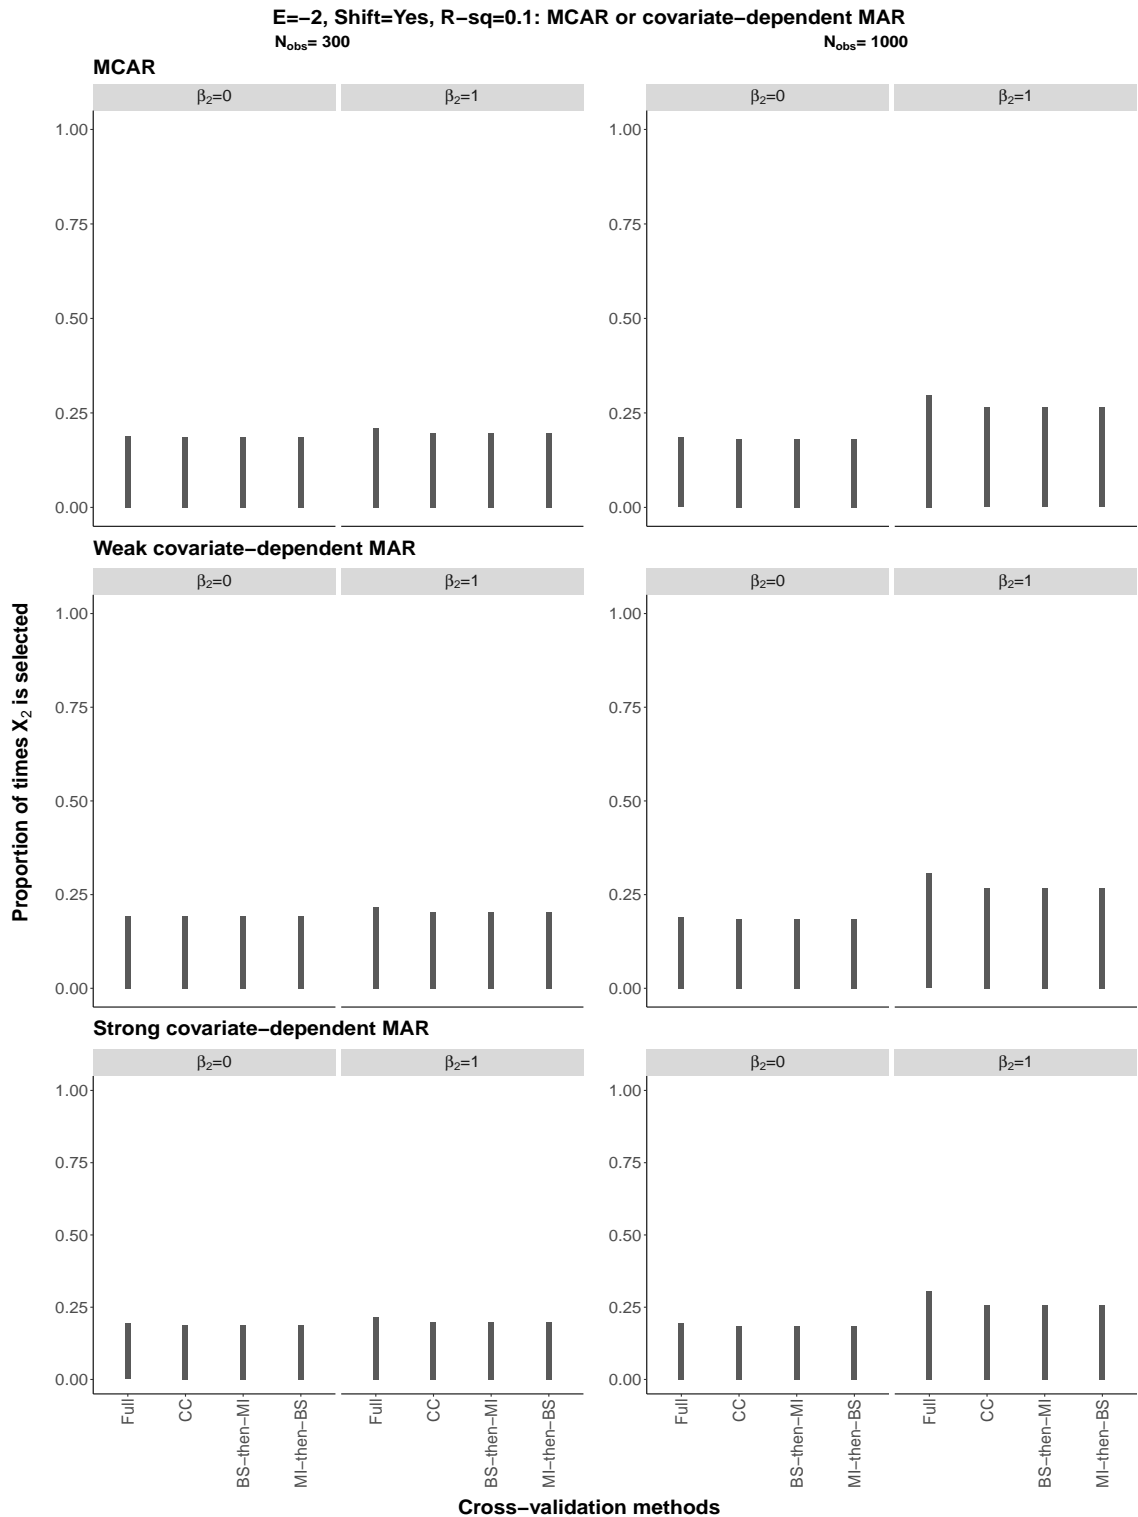 E=−2, Shift=Yes, R−sq=0.1: MCAR or covariate−dependent MAR
Nobs= 300
Nobs= 1000
MCAR
β2=0
β2=1
β2=0
β2=1
1.00
0.75
0.50
0.25
0.00
1.00
0.75
0.50
0.25
0.00
Weak covariate−dependent MAR
β2=0
β2=1
β2=0
β2=1
1.00
0.75
0.50
0.25
0.00
1.00
0.75
0.50
0.25
0.00
Proportion of times X2 is selected
Strong covariate−dependent MAR
β2=0
β2=1
β2=0
β2=1
1.00
0.75
0.50
0.25
0.00
1.00
0.75
0.50
0.25
0.00
Full
CC
BS−then−MI
MI−then−BS
Full
CC
BS−then−MI
MI−then−BS
Full
CC
BS−then−MI
MI−then−BS
Full
CC
BS−then−MI
MI−then−BS
Cross−validation methods